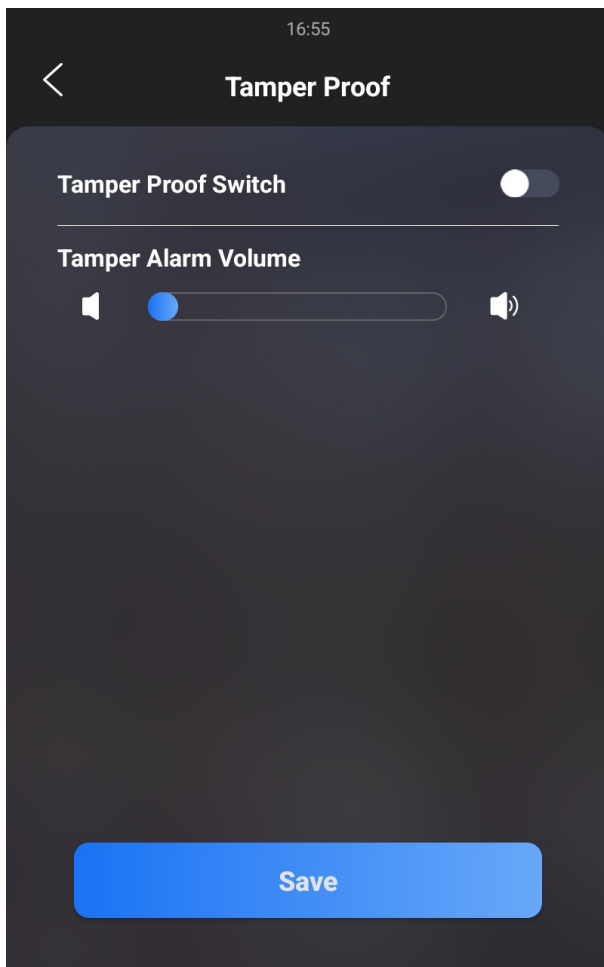 16:55
Tamper Proof
Tamper Proof Switch
Tamper Alarm Volume
Save